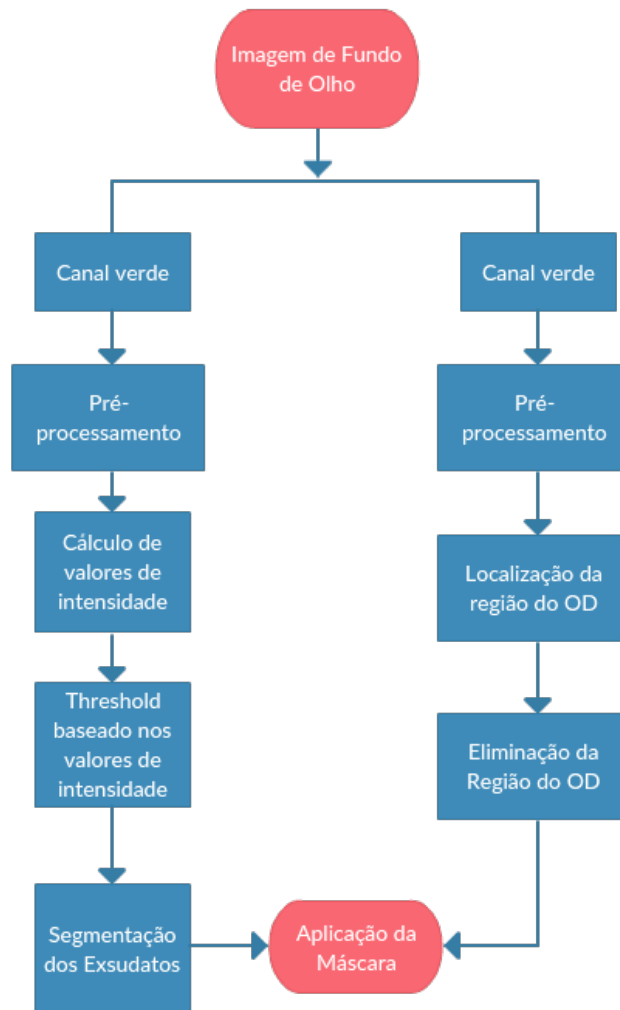 Imagem de Fundo
de Olho
Canal verde
Canal verde
Pré-
processamento
Pré-
processamento
Cálculo de
valores de
intensidade
Localização da
região do OD
Threshold
baseado nos
valores de
intensidade
Eliminação da
Região do OD
Segmentação
dos Exsudatos
Aplicação da
Máscara